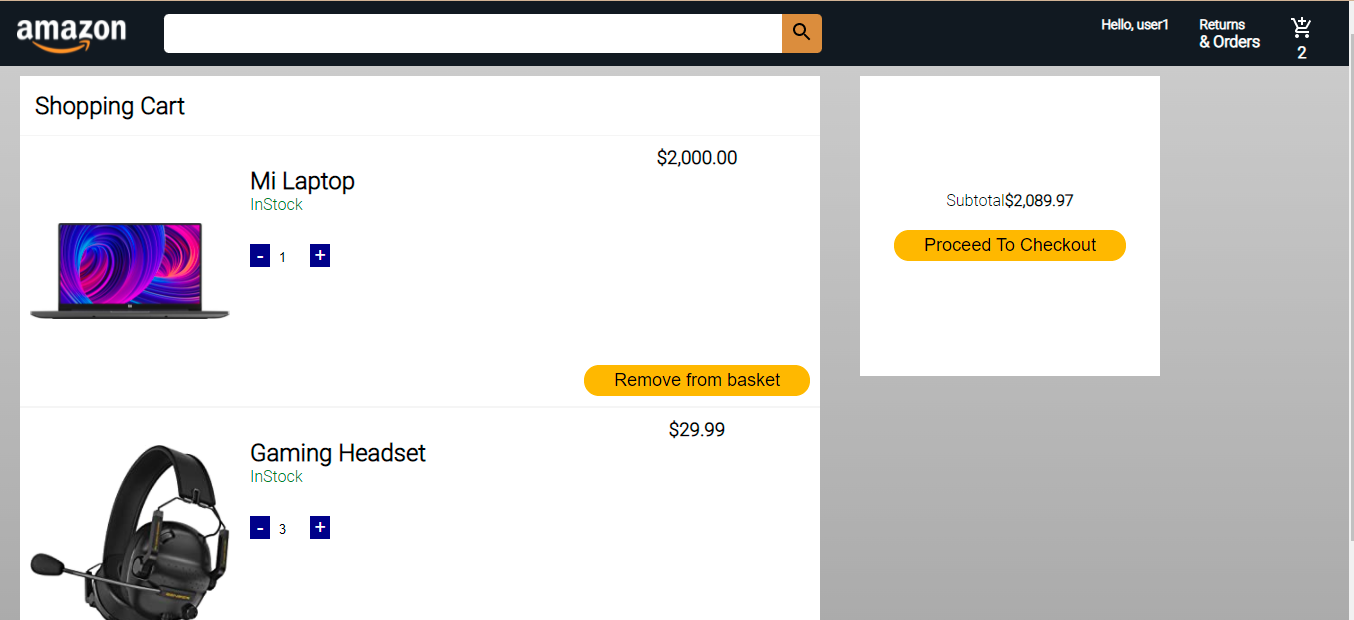 amazon
Hello, user1
Returns
& Orders
2
Shopping Cart
$2,000.00
Mi Laptop
InStock
- 1 +
Remove from basket
$29.99
Gaming Headset
InStock
- 3 +
Subtotal$2,089.97
Proceed To Checkout